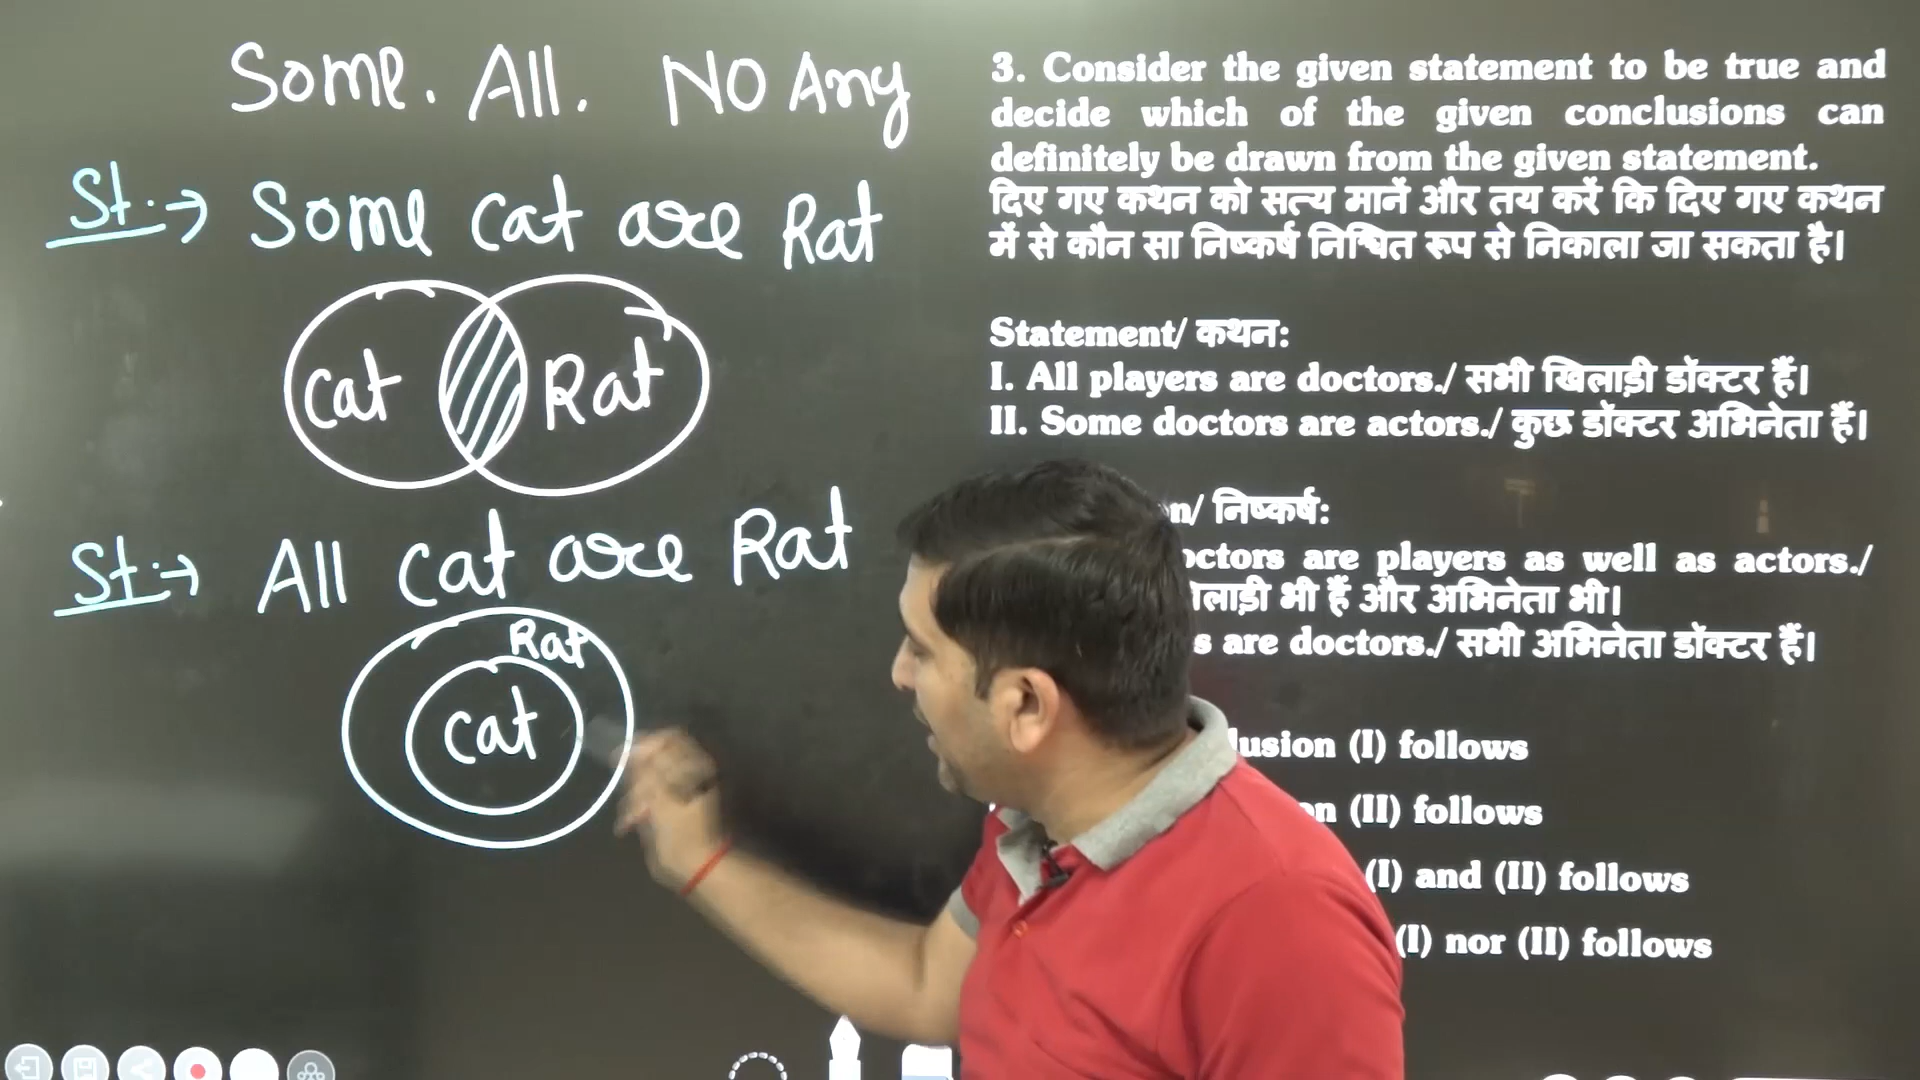 Some. All. No Any
St.→ Some cat are Rat
cat Rat
St.→ All cat are Rat
Rat
cat
3. Consider the given statement to be true and
decide which of the given conclusions can
definitely be drawn from the given statement.
दिए गए कथन को सत्य मानें और तय करें कि दिए गए कथन
में से कौन सा निष्कर्ष निश्चित रूप से निकाला जा सकता है।
Statement/ कथन:
I. All players are doctors./ सभी खिलाड़ी डॉक्टर हैं।
II. Some doctors are actors./ कुछ डॉक्टर अभिनेता हैं।
निष्कर्ष:
are players as well as actors./
भी हैं और अभिनेता भी।
are doctors./ सभी अभिनेता डॉक्टर हैं।
(I) follows
(II) follows
(I) and (II) follows
(I) nor (II) follows